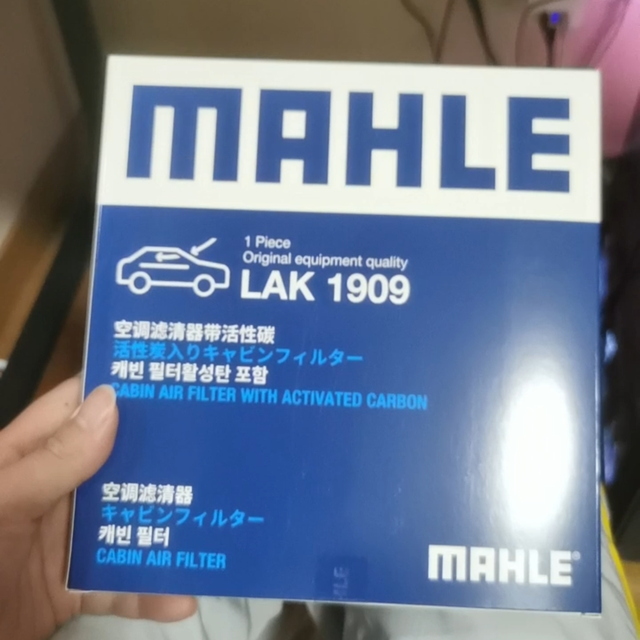 MAHLE
1 Piece
Original equipment quality
LAK 1909
空调滤清器带活性碳
活性炭入りキャビンフィルター
캐빈 필터활성탄 포함
CABIN AIR FILTER WITH ACTIVATED CARBON
空调滤清器
キャビンフィルター
캐빈 필터
CABIN AIR FILTER
MAHLE®